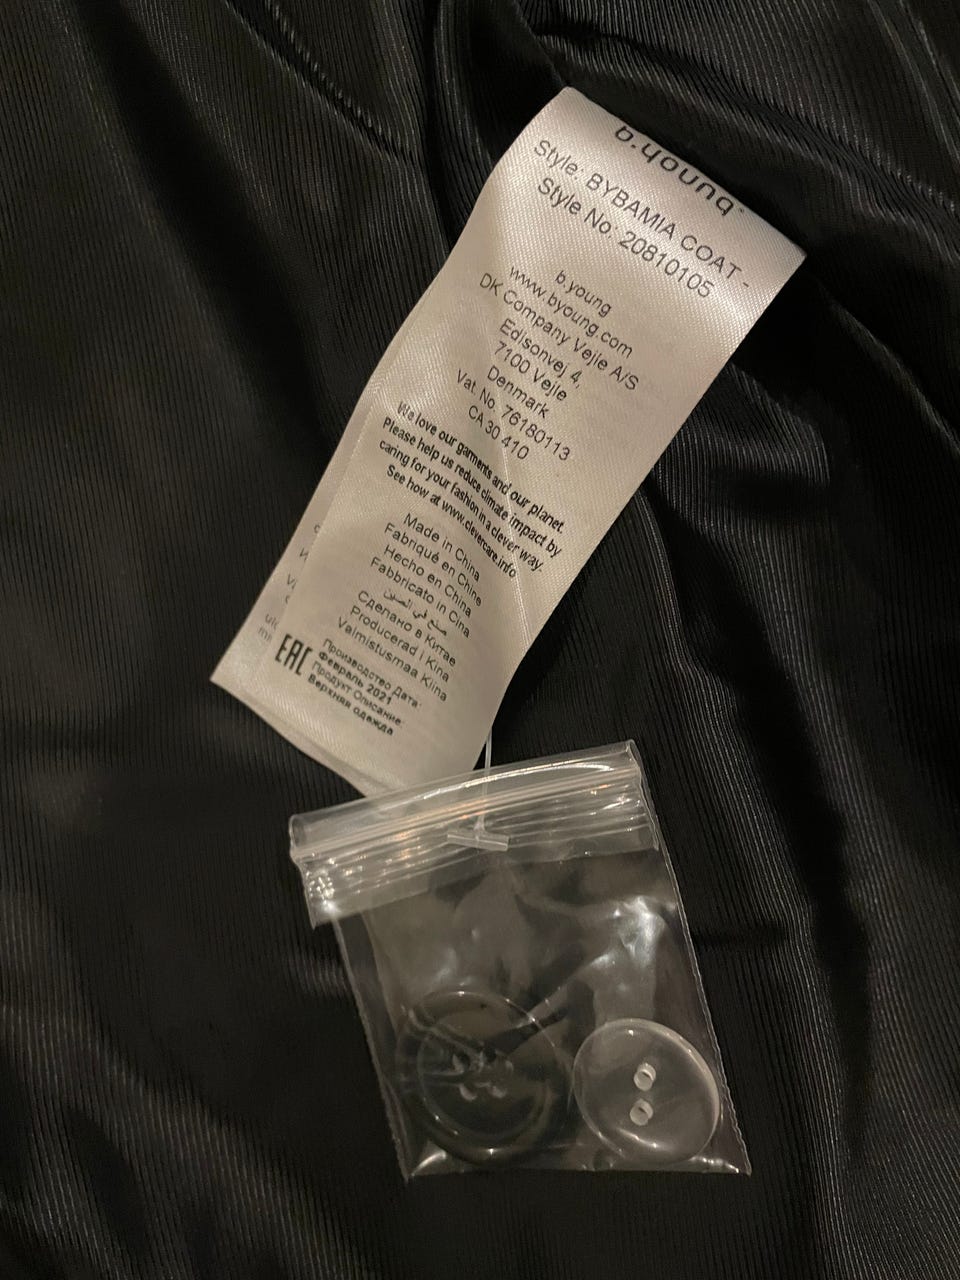 b.young
Style: BYBAMIA COAT -
Style No: 20810105
b.young
www.byoung.com
DK Company Vejle A/S
Edisonvej 4,
7100 Vejle
Denmark
Vat. No. 76180113
CA 30 410
We love our garments and our planet.
Please help us reduce climate impact by
caring for your fashion in a clever way.
See how at www.clevercare.info
Made in China
Fabriqué en Chine
Hecho en China
Fabbricato in Cina
صنع في الصين
Сделано в Китае
Producerad i Kina
Valmistusmaa Kiina
EAC
Производство Дата:
Февраль 2021
Продукт Описание:
Верхняя одежда